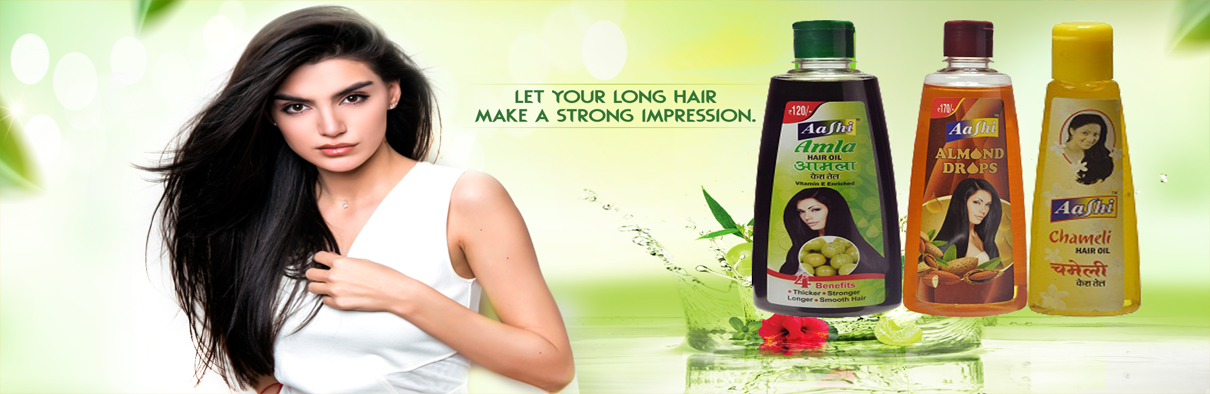 LET YOUR LONG HAIR
MAKE A STRONG IMPRESSION.
₹120/-
Aashi
Amla
HAIR OIL
आमला
केश तेल
Vitamin E Enriched
4 Benefits
• Thicker • Stronger
Longer • Smooth Hair
₹170/-
Aashi
ALMOND
DROPS
Aashi
Chameli
HAIR OIL
चमेली
केश तेल